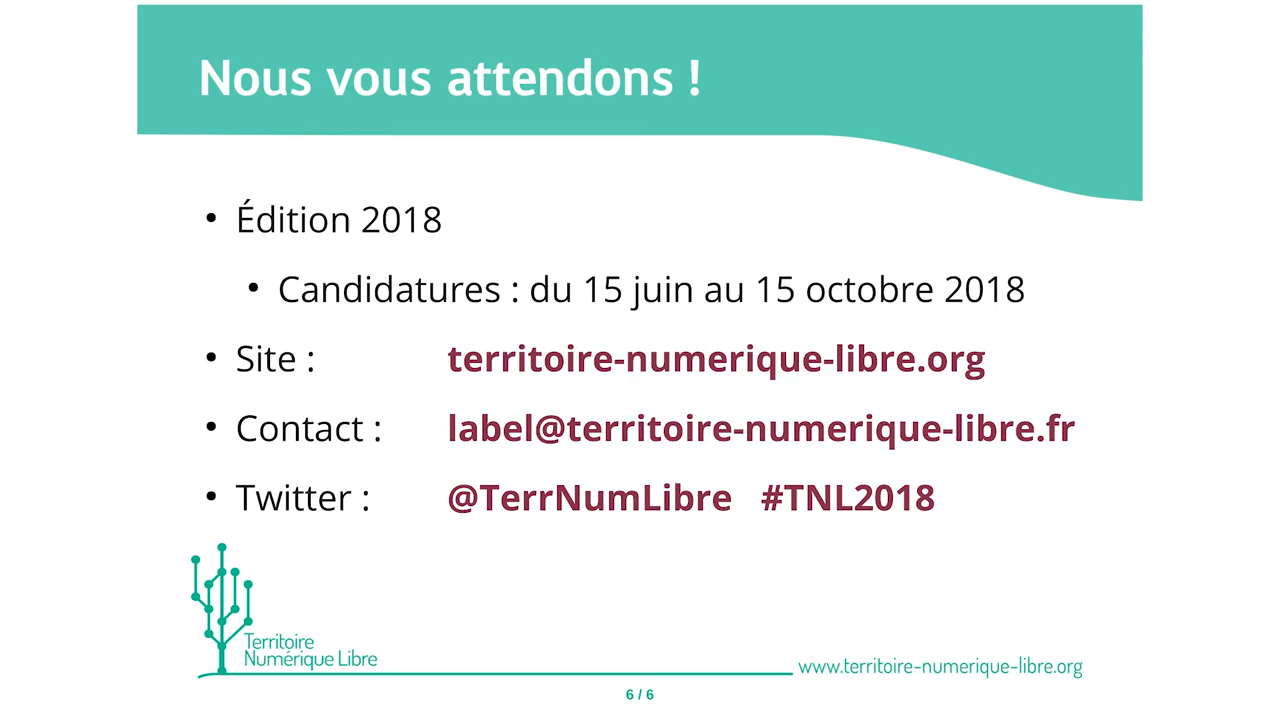 Nous vous attendons !
• Édition 2018
• Candidatures : du 15 juin au 15 octobre 2018
• Site : territoire-numerique-libre.org
• Contact : label@territoire-numerique-libre.fr
• Twitter : @TerrNumLibre #TNL2018
Territoire
Numérique Libre
www.territoire-numerique-libre.org
6 / 6